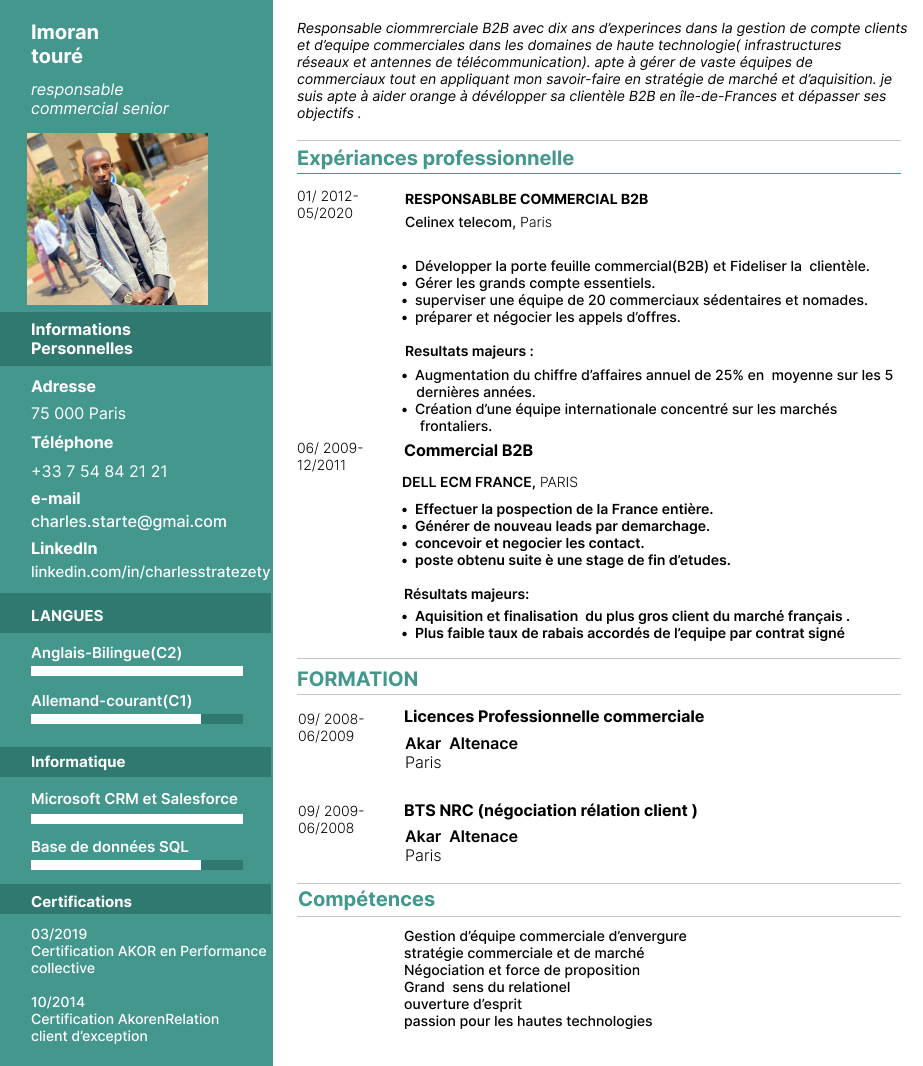 Imoran
touré
responsable
commercial senior
Informations
Personnelles
Adresse
75 000 Paris
Téléphone
+33 7 54 84 21 21
e-mail
charles.starte@gmai.com
LinkedIn
linkedin.com/in/charlesstratezety
LANGUES
Anglais-Bilingue(C2)
Allemand-courant(C1)
Informatique
Microsoft CRM et Salesforce
Base de données SQL
Certifications
03/2019
Certification AKOR en Performance
collective
10/2014
Certification AkorenRelation
client d’exception
Responsable ciommrerciale B2B avec dix ans d’experinces dans la gestion de compte clients
et d’equipe commerciales dans les domaines de haute technologie( infrastructures
réseaux et antennes de télécommunication). apte à gérer de vaste équipes de
commerciaux tout en appliquant mon savoir-faire en stratégie de marché et d’aquisition. je
suis apte à aider orange à dévélopper sa clientèle B2B en île-de-Frances et dépasser ses
objectifs .
Expériances professionnelle
01/ 2012-
05/2020
RESPONSABLBE COMMERCIAL B2B
Celinex telecom, Paris
• Développer la porte feuille commercial(B2B) et Fideliser la  clientèle.
• Gérer les grands compte essentiels.
• superviser une équipe de 20 commerciaux sédentaires et nomades.
• préparer et négocier les appels d’offres.
Resultats majeurs :
• Augmentation du chiffre d’affaires annuel de 25% en  moyenne sur les 5
dernières années.
• Création d’une équipe internationale concentré sur les marchés
frontaliers.
06/ 2009-
12/2011
Commercial B2B
DELL ECM FRANCE, PARIS
• Effectuer la pospection de la France entière.
• Générer de nouveau leads par demarchage.
• concevoir et negocier les contact.
• poste obtenu suite è une stage de fin d’etudes.
Résultats majeurs:
• Aquisition et finalisation  du plus gros client du marché français .
• Plus faible taux de rabais accordés de l’equipe par contrat signé
FORMATION
09/ 2008-
06/2009
Licences Professionnelle commerciale
Akar  Altenace
Paris
09/ 2009-
06/2008
BTS NRC (négociation rélation client )
Akar  Altenace
Paris
Compétences
Gestion d’équipe commerciale d’envergure
stratégie commerciale et de marché
Négociation et force de proposition
Grand  sens du relationel
ouverture d’esprit
passion pour les hautes technologies